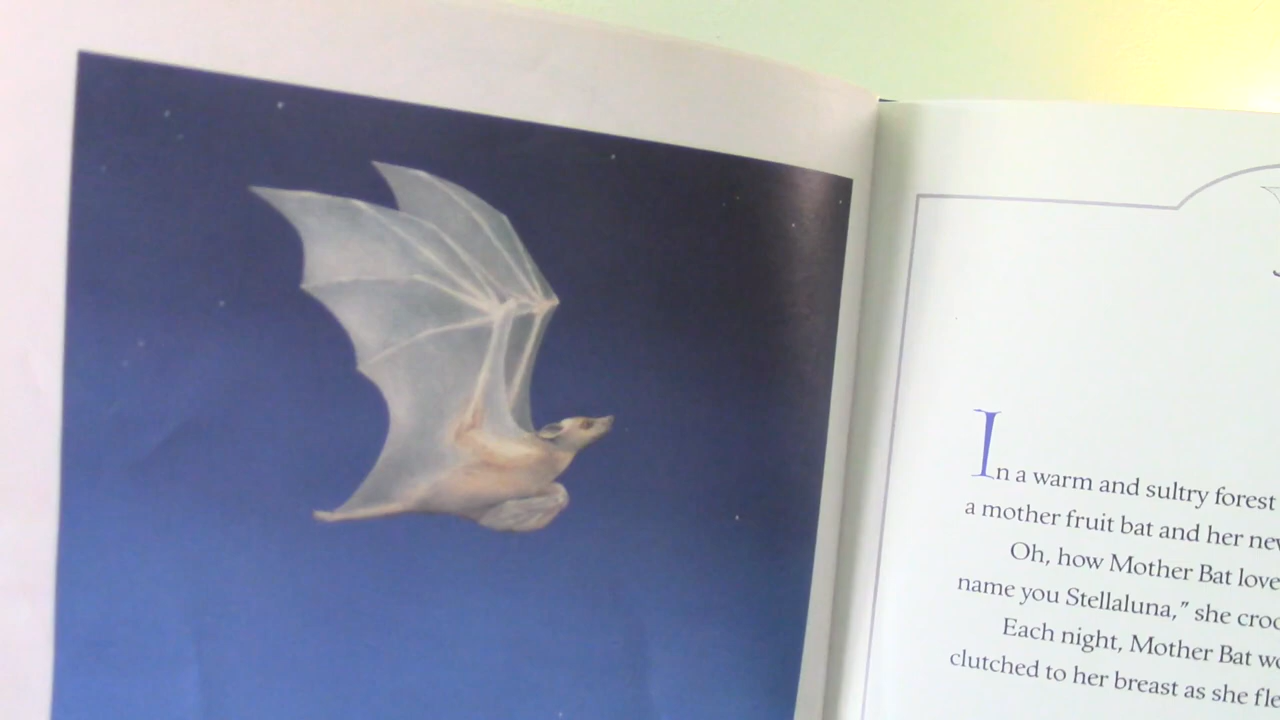 In a warm and sultry forest
a mother fruit bat and her
Oh, how Mother Bat
name you Stellaluna," she
Each night, Mother Bat
clutched to her breast as she